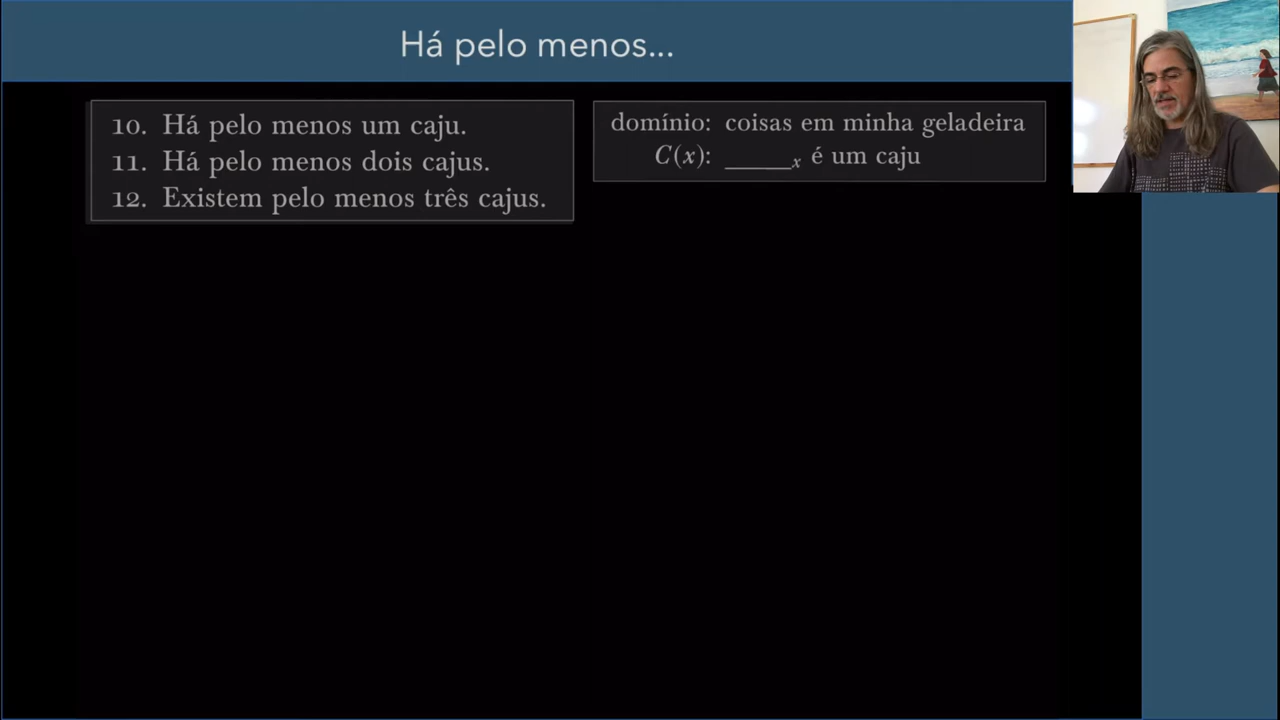 Há pelo menos...
10. Há pelo menos um caju.
11. Há pelo menos dois cajus.
12. Existem pelo menos três cajus.
domínio: coisas em minha geladeira
C(x): _____x é um caju